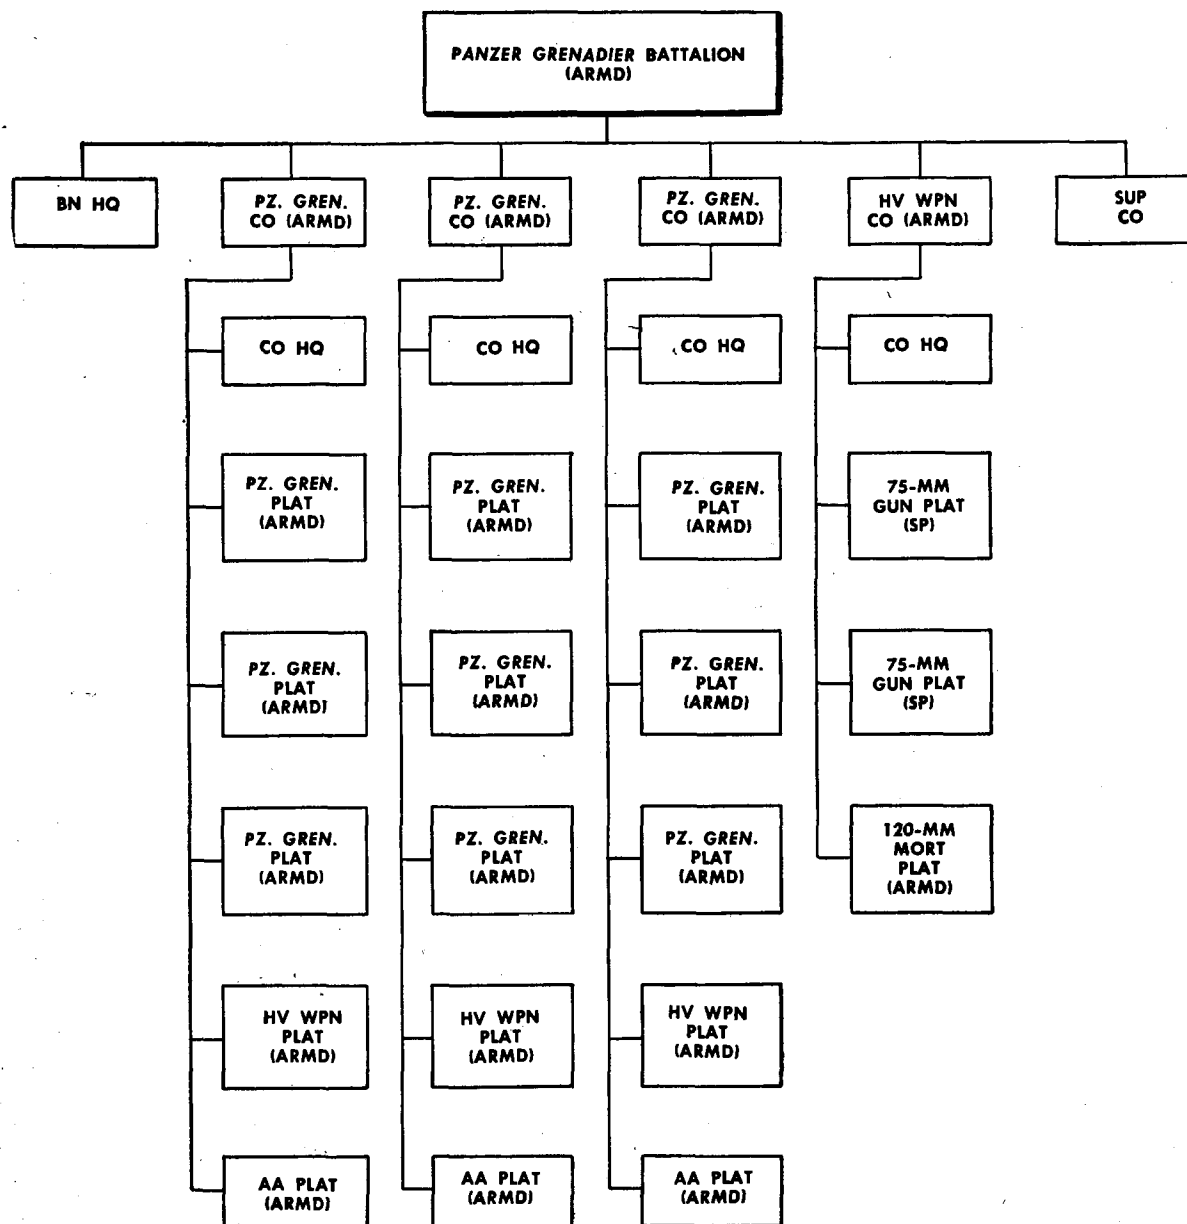 PANZER GRENADIER BATTALION
(ARMD)
BN HQ
PZ. GREN.
CO (ARMD)
PZ. GREN.
CO (ARMD)
PZ. GREN.
CO (ARMD)
HV WPN
CO (ARMD)
SUP
CO
CO HQ
CO HQ
CO HQ
CO HQ
PZ. GREN.
PLAT
(ARMD)
PZ. GREN.
PLAT
(ARMD)
PZ. GREN.
PLAT
(ARMD)
75-MM
GUN PLAT
(SP)
PZ. GREN.
PLAT
(ARMD)
PZ. GREN.
PLAT
(ARMD)
PZ. GREN.
PLAT
(ARMD)
75-MM
GUN PLAT
(SP)
PZ. GREN.
PLAT
(ARMD)
PZ. GREN.
PLAT
(ARMD)
PZ. GREN.
PLAT
(ARMD)
120-MM
MORT
PLAT
(ARMD)
HV WPN
PLAT
(ARMD)
HV WPN
PLAT
(ARMD)
HV WPN
PLAT
(ARMD)
AA PLAT
(ARMD)
AA PLAT
(ARMD)
AA PLAT
(ARMD)